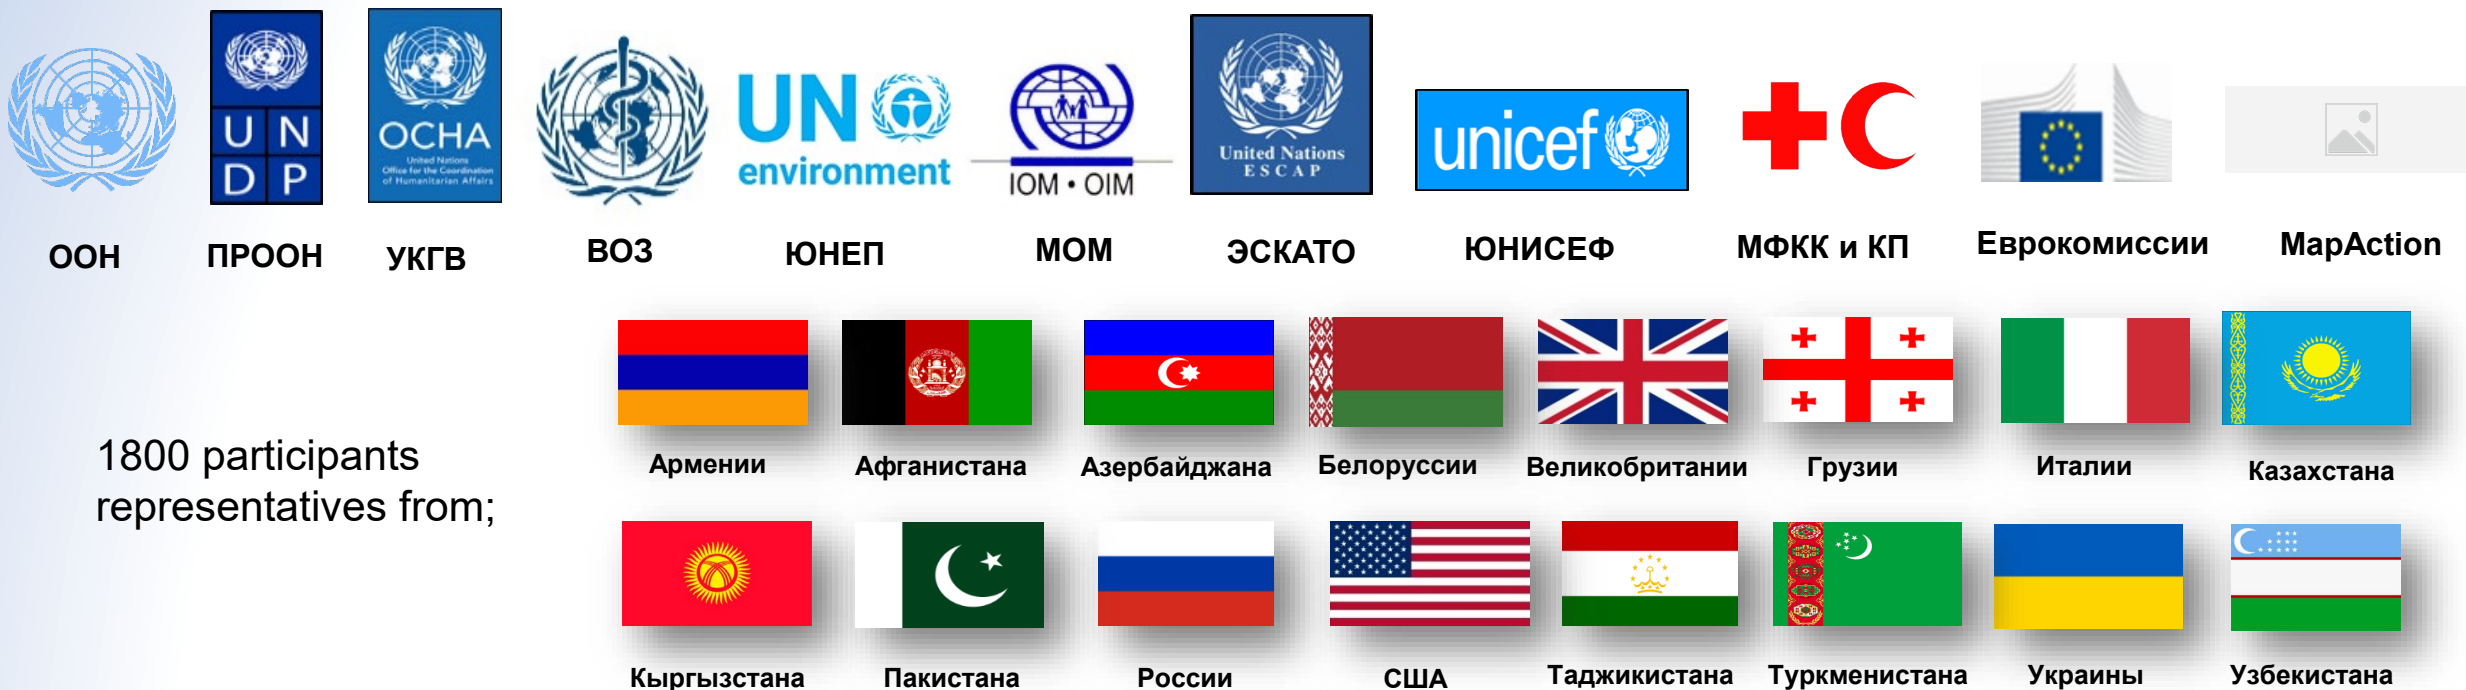 UN
DP
OCHA
United Nations
Office for the Coordination
of Humanitarian Affairs
UN
environment
IOM • OIM
United Nations
ESCAP
unicef
ООН
ПРООН
УКГВ
ВОЗ
ЮНЕП
МОМ
ЭСКАТО
ЮНИСЕФ
МФКК и КП
Еврокомиссии
MapAction
1800 participants
representatives from;
Армении
Афганистана
Азербайджана
Белоруссии
Великобритании
Грузии
Италии
Казахстана
Кыргызстана
Пакистана
России
США
Таджикистана
Туркменистана
Украины
Узбекистана